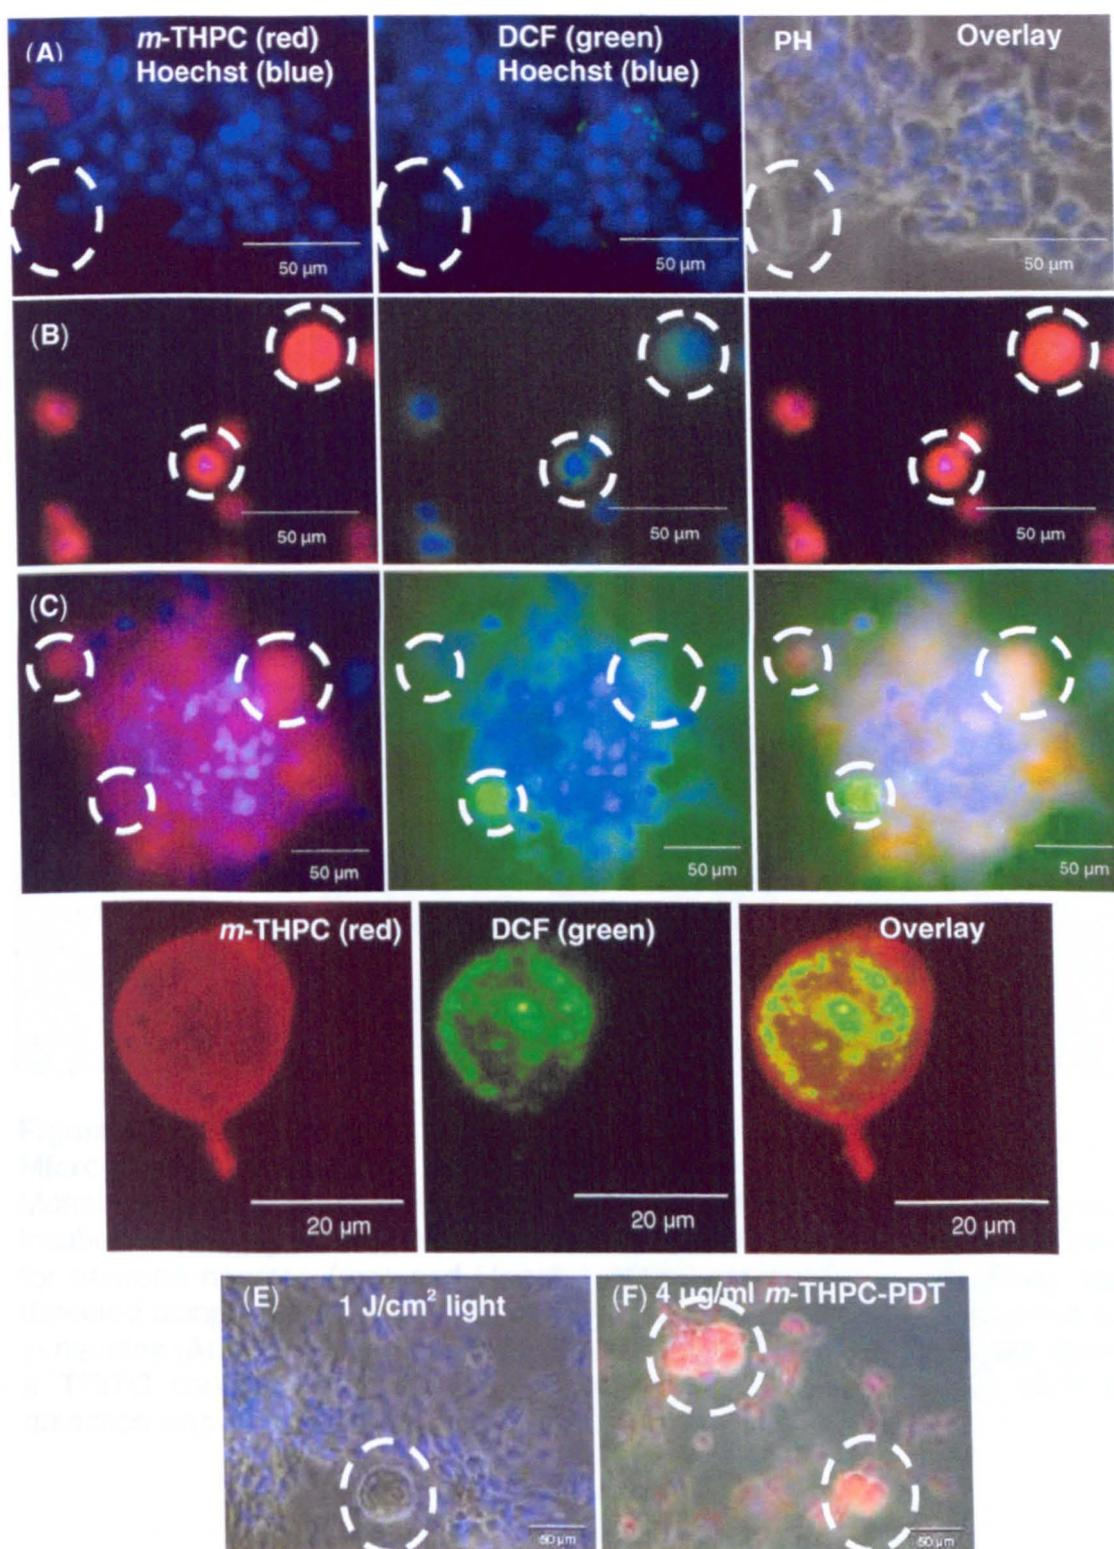 (A)
m-THPC (red)
Hoechst (blue)
DCF (green)
Hoechst (blue)
PH
Overlay
50 µm
50 µm
50 µm
(B)
50 µm
50 µm
50 µm
(C)
50 µm
50 µm
50 µm
m-THPC (red)
DCF (green)
Overlay
20 µm
20 µm
20 µm
(E)
1 J/cm² light
(F) 4 µg/ml m-THPC-PDT
50 µm
50 µm